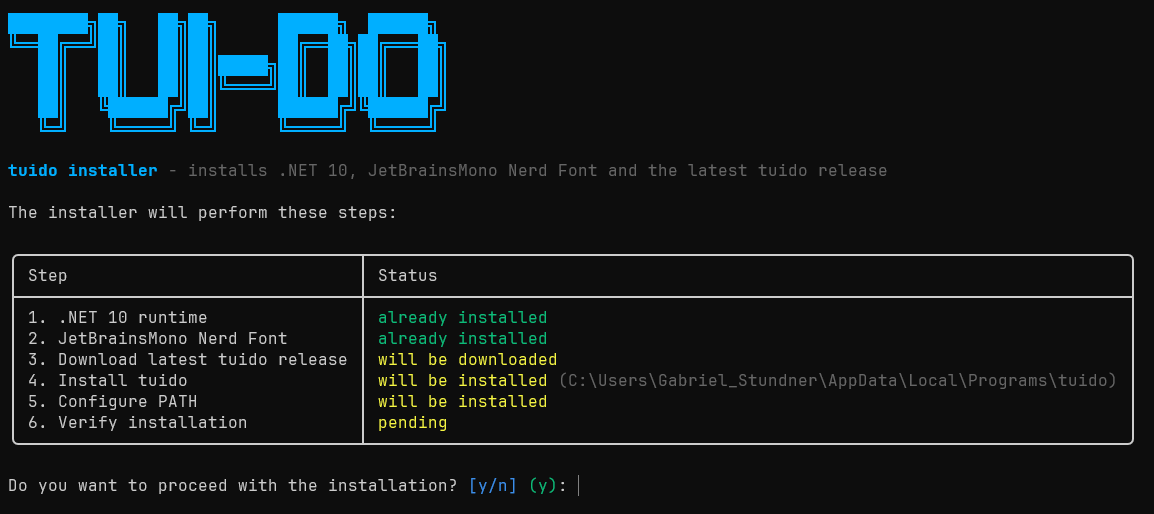 TUI-DO
tuido installer - installs .NET 10, JetBrainsMono Nerd Font and the latest tuido release
The installer will perform these steps:
Step Status
1. .NET 10 runtime already installed
2. JetBrainsMono Nerd Font already installed
3. Download latest tuido release will be downloaded
4. Install tuido will be installed (C:\Users\Gabriel_Stundner\AppData\Local\Programs\tuido)
5. Configure PATH will be installed
6. Verify installation pending
Do you want to proceed with the installation? [y/n] (y):